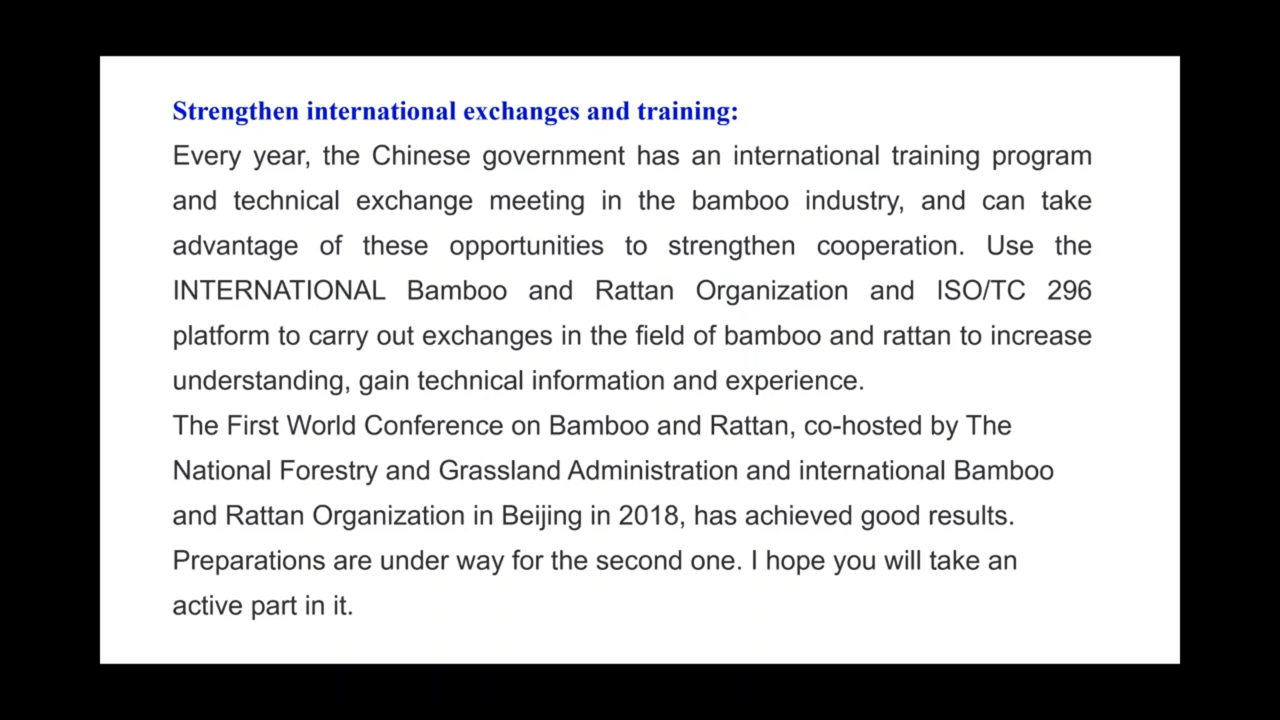 Strengthen international exchanges and training:
Every year, the Chinese government has an international training program
and technical exchange meeting in the bamboo industry, and can take
advantage of these opportunities to strengthen cooperation. Use the
INTERNATIONAL Bamboo and Rattan Organization and ISO/TC 296
platform to carry out exchanges in the field of bamboo and rattan to increase
understanding, gain technical information and experience.
The First World Conference on Bamboo and Rattan, co-hosted by The
National Forestry and Grassland Administration and international Bamboo
and Rattan Organization in Beijing in 2018, has achieved good results.
Preparations are under way for the second one. I hope you will take an
active part in it.